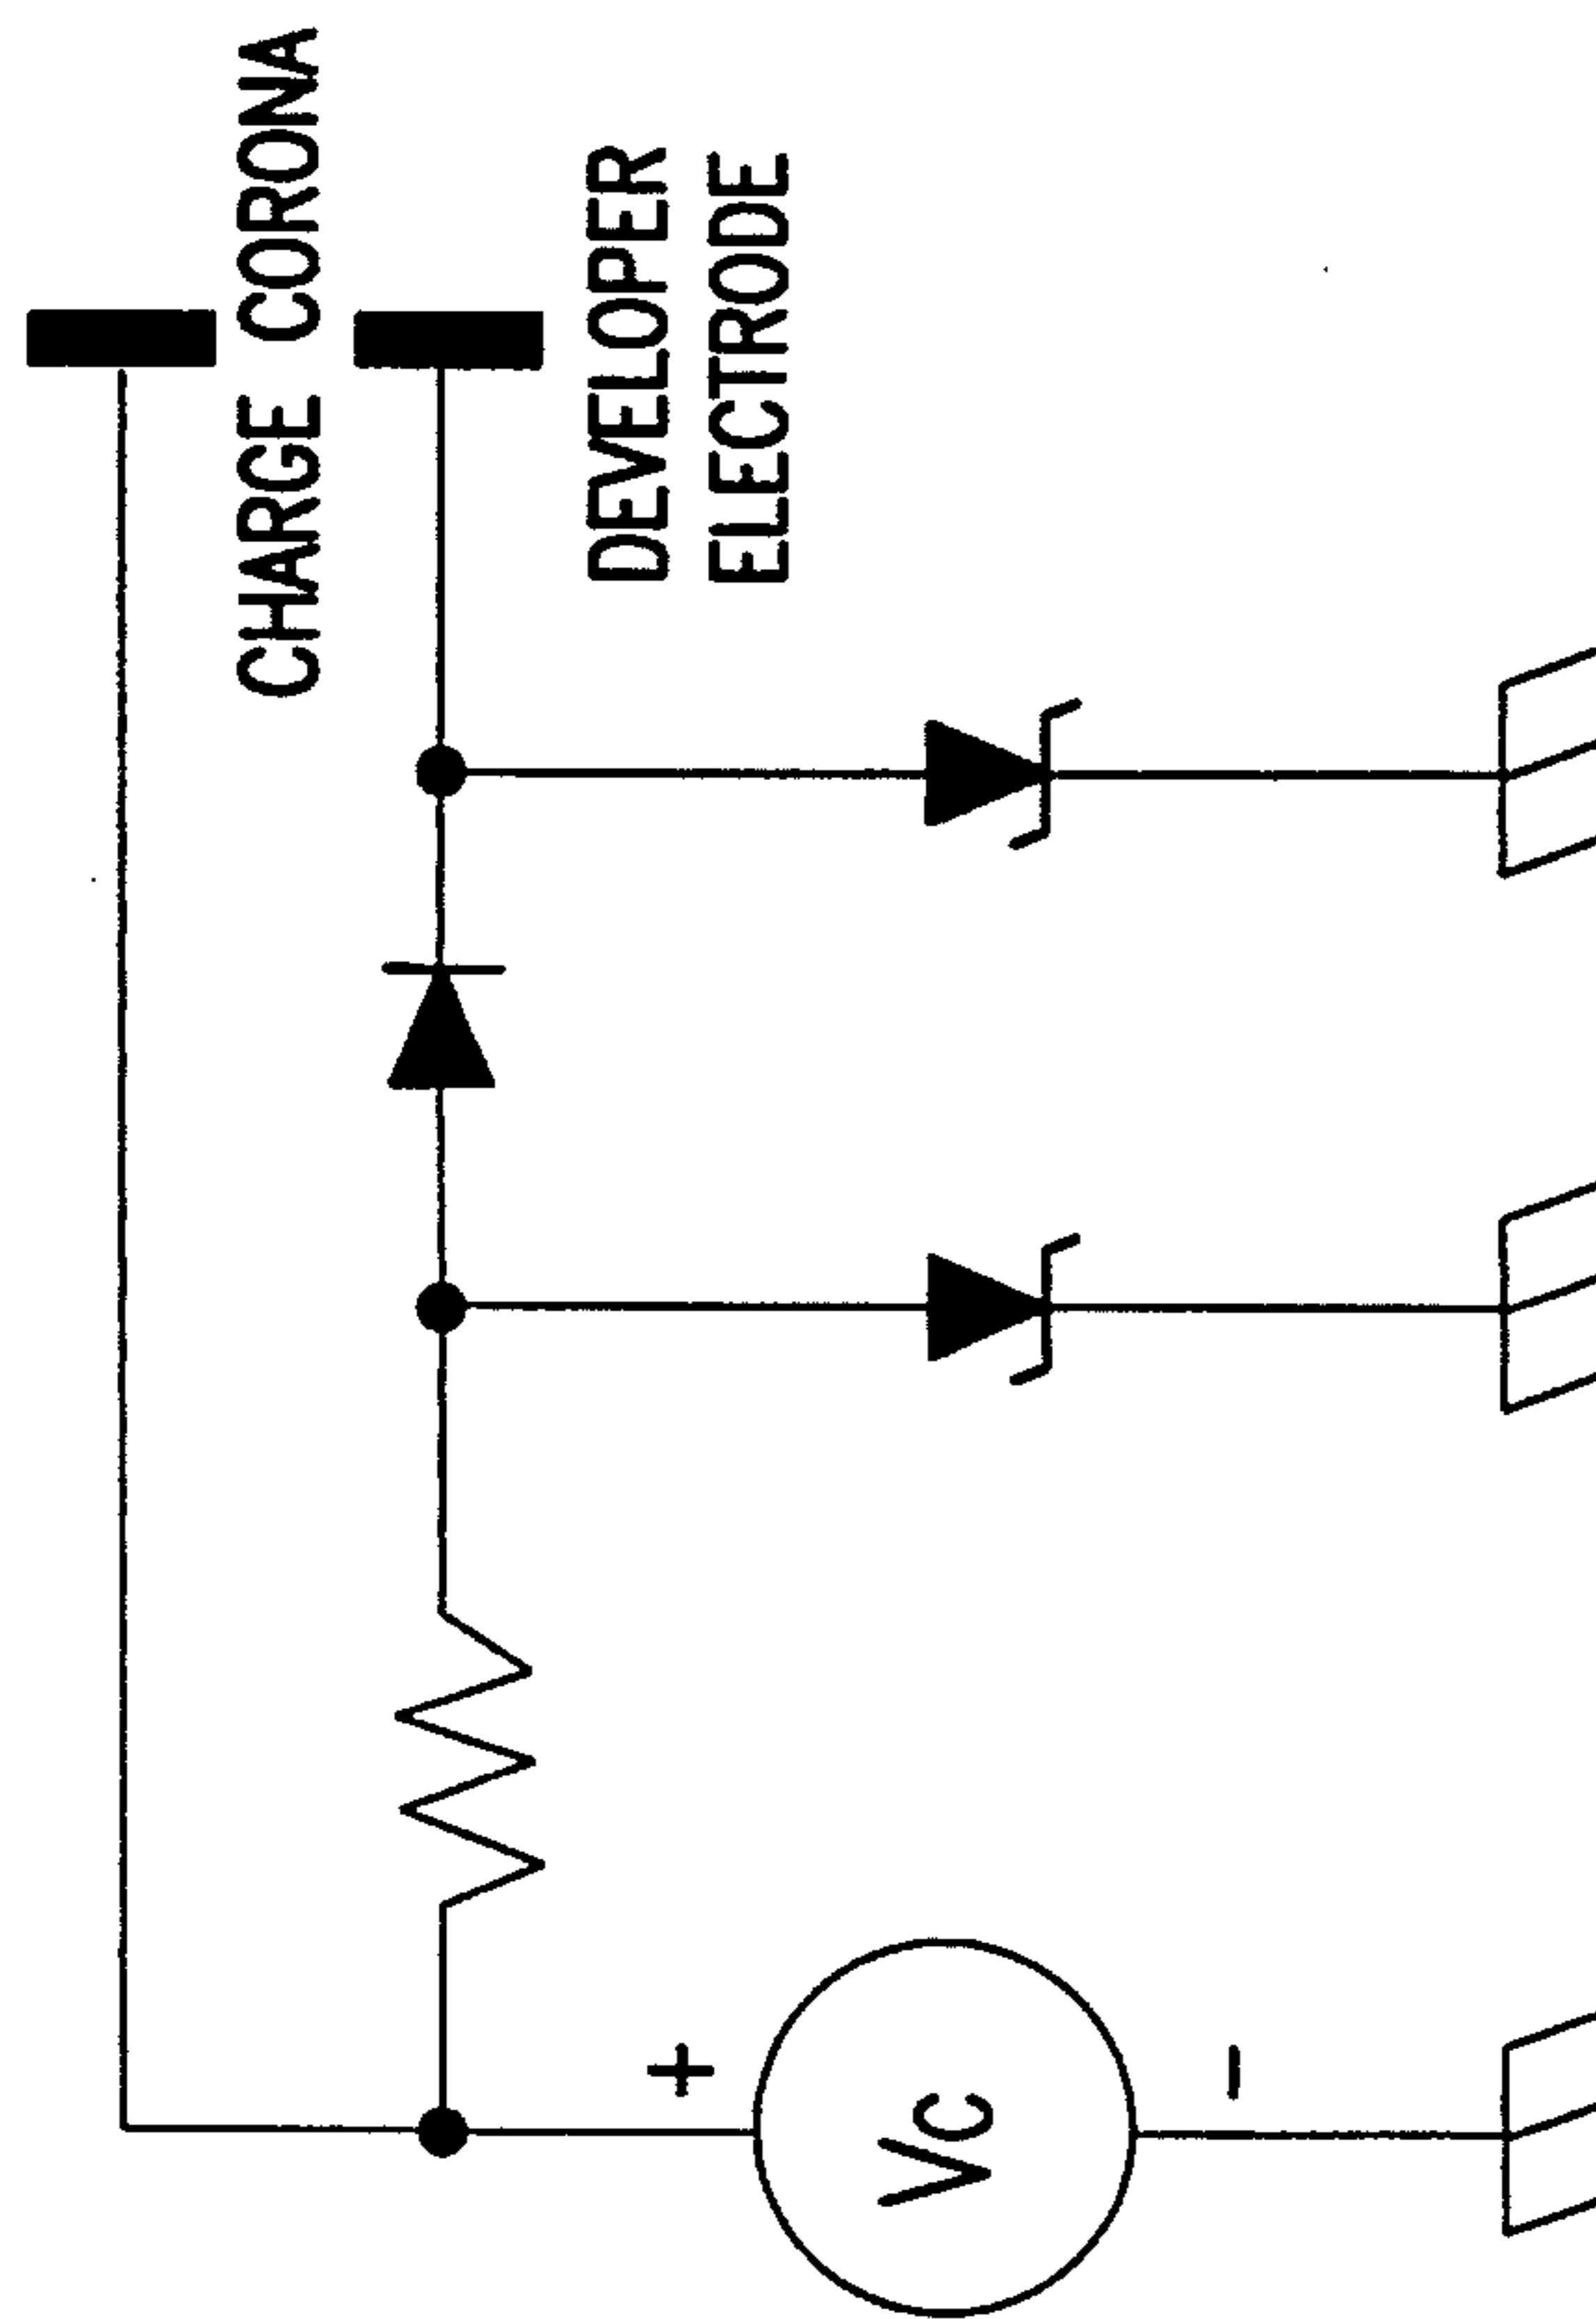 CHARGE CORONA
DEVELOPER
ELECTRODE
+
VC
−